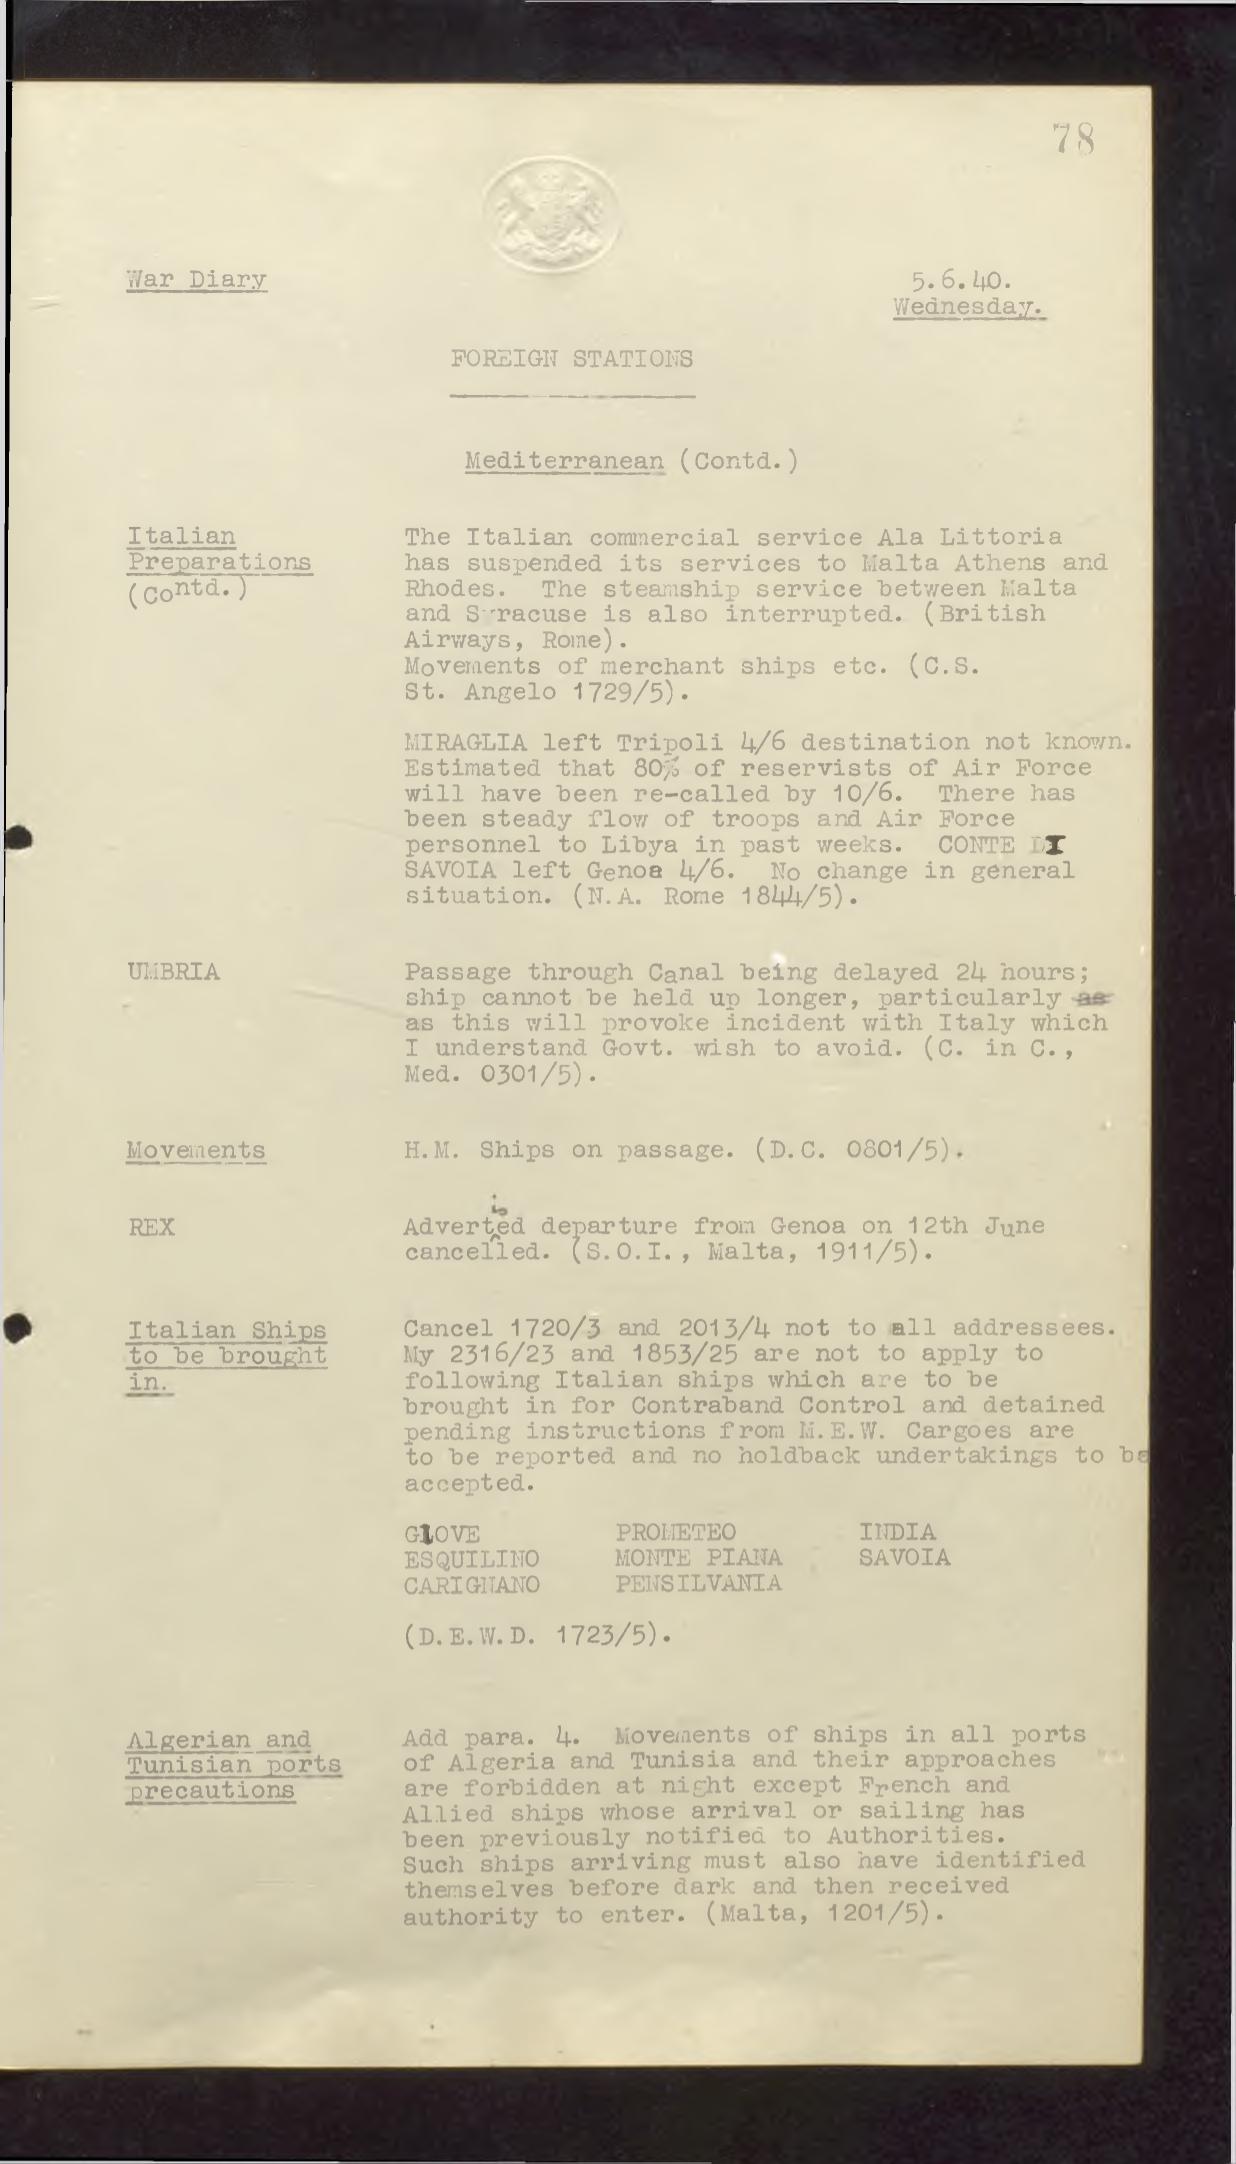 78
War Diary
5.6.40.
Wednesday.
FOREIGN STATIONS
Mediterranean (Contd.)
Italian
Preparations
(Contd.)
The Italian commercial service Ala Littoria
has suspended its services to Malta Athens and
Rhodes. The steamship service between Malta
and Syracuse is also interrupted. (British
Airways, Rome).
Movements of merchant ships etc. (C.S.
St. Angelo 1729/5).
MIRAGLIA left Tripoli 4/6 destination not known.
Estimated that 80% of reservists of Air Force
will have been re-called by 10/6. There has
been steady flow of troops and Air Force
personnel to Libya in past weeks. CONTE DI
SAVOIA left Genoa 4/6. No change in general
situation. (N.A. Rome 1844/5).
UMBRIA
Passage through Canal being delayed 24 hours;
ship cannot be held up longer, particularly as
as this will provoke incident with Italy which
I understand Govt. wish to avoid. (C. in C.,
Med. 0301/5).
Movements
H.M. Ships on passage. (D.C. 0801/5).
REX
is
Adverted departure from Genoa on 12th June
cancelled. (S.O.I., Malta, 1911/5).
Italian Ships
to be brought
in.
Cancel 1720/3 and 2013/4 not to all addressees.
My 2316/23 and 1853/25 are not to apply to
following Italian ships which are to be
brought in for Contraband Control and detained
pending instructions from M.E.W. Cargoes are
to be reported and no holdback undertakings to be
accepted.
GIOVE PROMETEO INDIA
ESQUILINO MONTE PIANA SAVOIA
CARIGNANO PENSILVANIA
(D.E.W.D. 1723/5).
Algerian and
Tunisian ports
precautions
Add para. 4. Movements of ships in all ports
of Algeria and Tunisia and their approaches
are forbidden at night except French and
Allied ships whose arrival or sailing has
been previously notified to Authorities.
Such ships arriving must also have identified
themselves before dark and then received
authority to enter. (Malta, 1201/5).